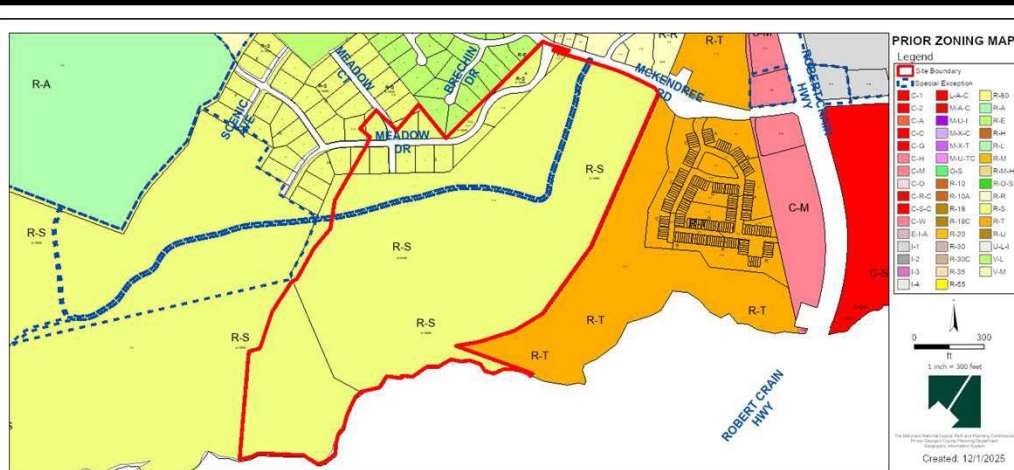 PRIOR ZONING MAP
Legend
Site Boundary
Special Exception
C-1 L-A-C R-80
C-2 M-A-C R-A
C-A M-U-I R-E
C-C M-X-C R-H
C-G M-X-T R-L
C-H M-U-TC R-M
C-M O-S R-M-H
C-O R-10 R-O-S
C-R-C R-10A R-R
C-S-C R-18 R-S
C-W R-18C R-T
E-I-A R-20 R-U
I-1 R-30 U-L-I
I-2 R-30C V-L
I-3 R-35 V-M
I-4 R-55
0 300
ft
1 inch = 300 feet
Created: 12/1/2025
R-A
R-S
MEADOW
CT
BRECHIN
DR
R-S
R-R
R-T
C-M
MCKENDREE
RD
ROBERT CRAIN
HWY
SCENIC
AVE
MEADOW
DR
R-S
R-S
C-M
R-S
R-S
R-S
R-T
R-T
R-T
C-S
ROBERT CRAIN
HWY